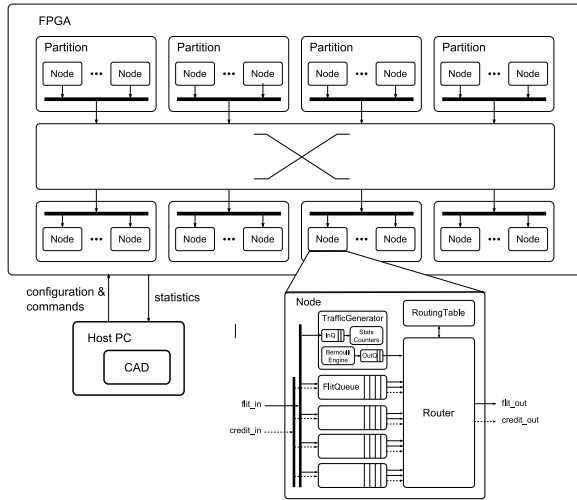 FPGA
Partition Partition Partition Partition
Node ••• Node Node ••• Node Node ••• Node Node ••• Node
Node ••• Node Node ••• Node Node ••• Node Node ••• Node
configuration &
commands
statistics
Host PC
CAD
Node
TrafficGenerator
InQ
Stats
Counters
Bernoulli
Engine
OutQ
RoutingTable
FlitQueue
Router
flit_in
credit_in
flit_out
credit_out